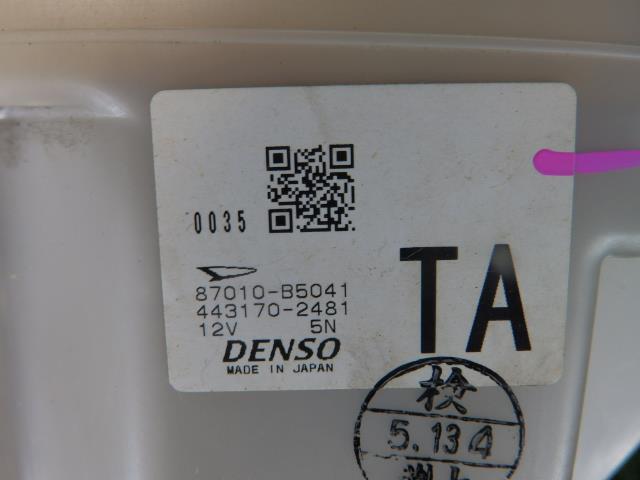 0035
87010-B5041
443170-2481
12V 5N
DENSO
MADE IN JAPAN
TA
検
5.13.4